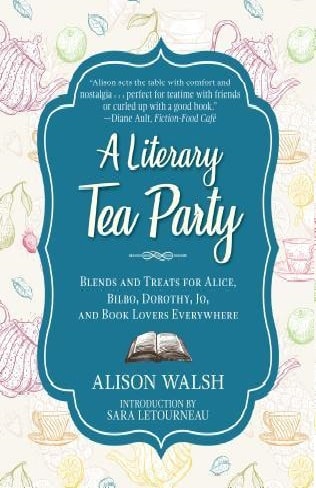 "Alison sets the table with comfort and
nostalgia . . . perfect for teatime with friends
or curled up with a good book."
—Diane Ault, Fiction-Food Café
A Literary
Tea Party
Blends and Treats for Alice,
Bilbo, Dorothy, Jo,
and Book Lovers Everywhere
ALISON WALSH
INTRODUCTION BY
SARA LETOURNEAU